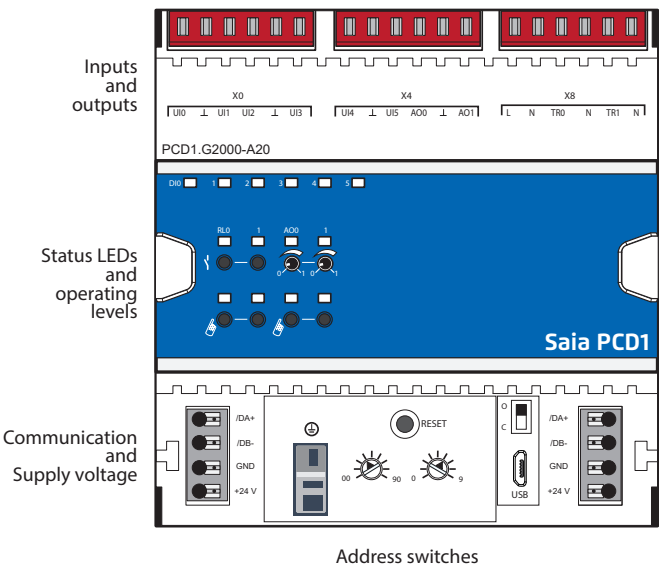 Inputs
and
outputs
X0 X4 X8
UI0 ⊥ UI1 UI2 ⊥ UI3 UI4 ⊥ UI5 AO0 ⊥ AO1 L N TR0 N TR1 N
PCD1.G2000-A20
DI0 1 2 3 4 5
RL0 1 AO0 1
0 1 0 1
Status LEDs
and
operating
levels
Saia PCD1
Communication
and
Supply voltage
/DA+
/DB-
GND
+24 V
RESET
00 90 0 9
O
C
USB
/DA+
/DB-
GND
+24 V
Address switches